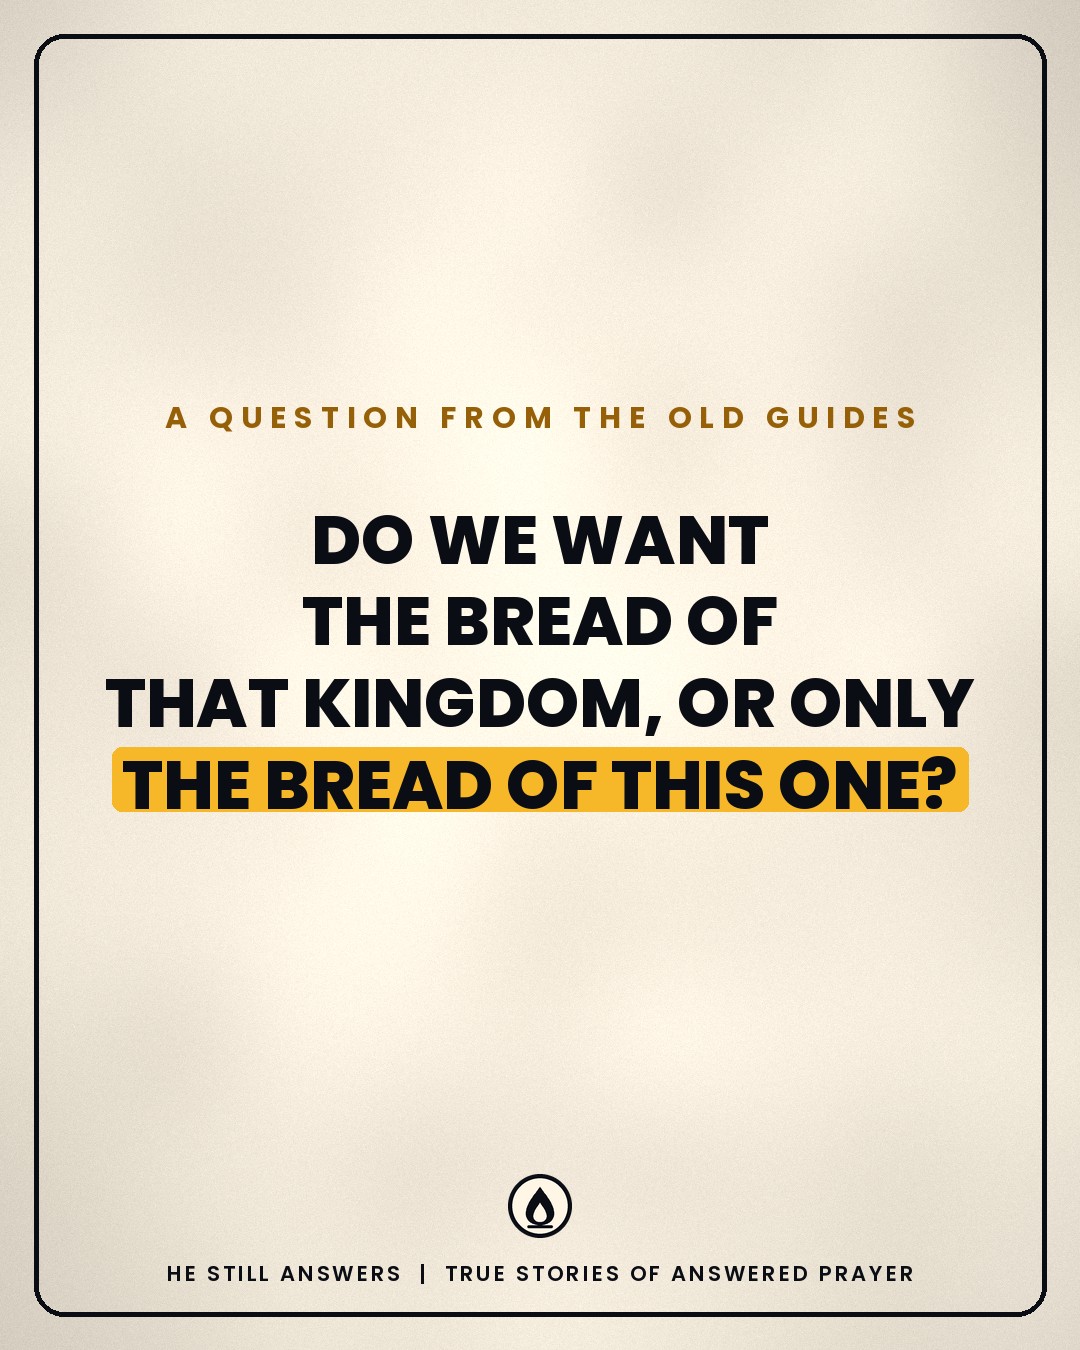 A QUESTION FROM THE OLD GUIDES
DO WE WANT
THE BREAD OF
THAT KINGDOM, OR ONLY
THE BREAD OF THIS ONE?
HE STILL ANSWERS | TRUE STORIES OF ANSWERED PRAYER